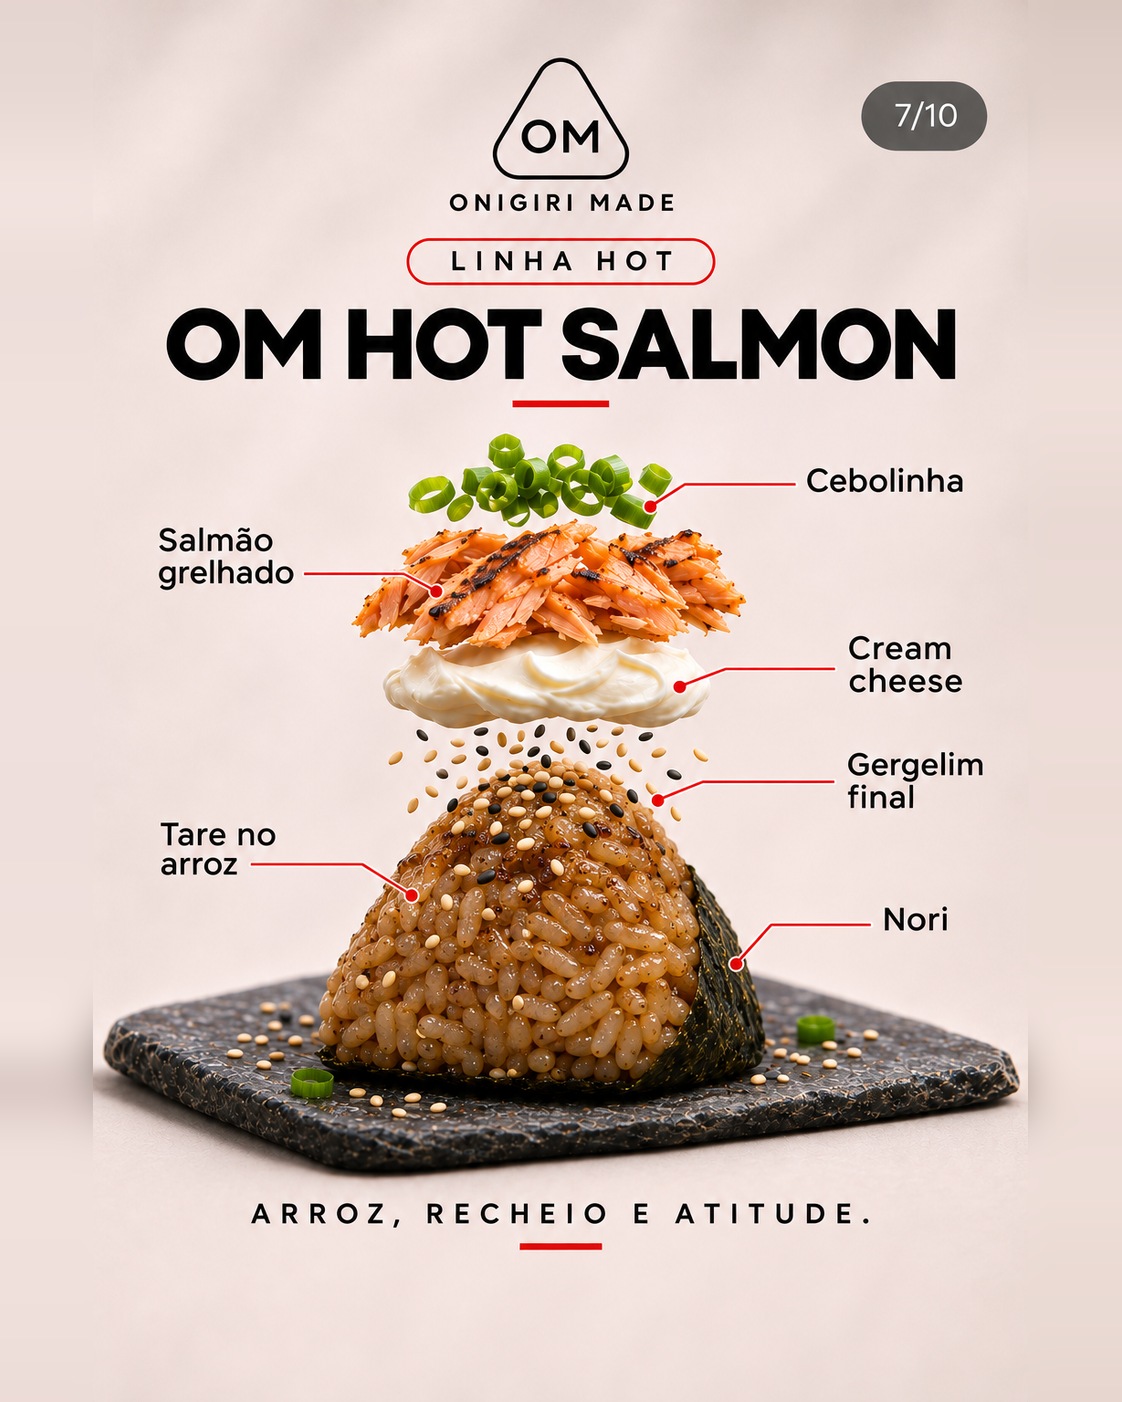 OM
ONIGIRI MADE
7/10
LINHA HOT
OM HOT SALMON
Cebolinha
Salmão
grelhado
Cream
cheese
Gergelim
final
Tare no
arroz
Nori
ARROZ, RECHEIO E ATITUDE.